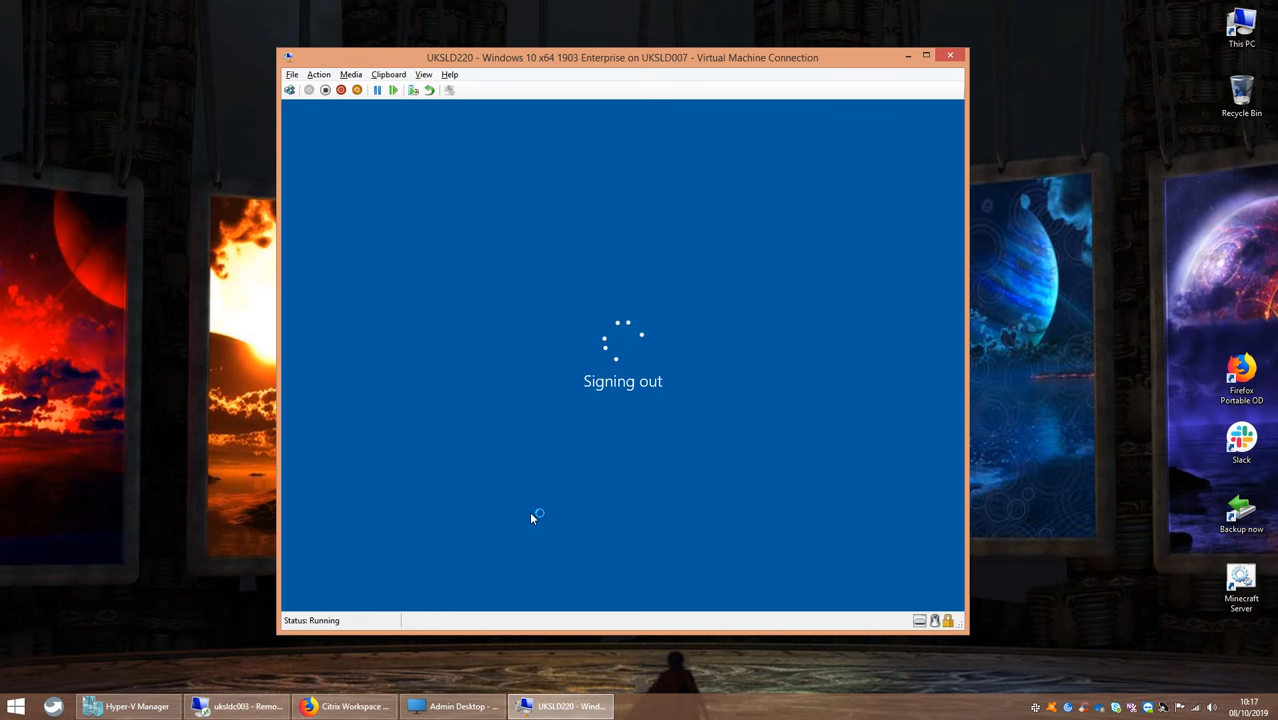 UKSLD220 - Windows 10 x64 1903 Enterprise on UKSLD007 - Virtual Machine Connection
File Action Media Clipboard View Help
Signing out
Status: Running
This PC
Recycle Bin
Firefox
Portable OD
Slack
Backup now
Minecraft
Server
Hyper-V Manager
uksldc003 - Remo...
Citrix Workspace ...
Admin Desktop - ...
UKSLD220 - Wind...
10:17
08/10/2019